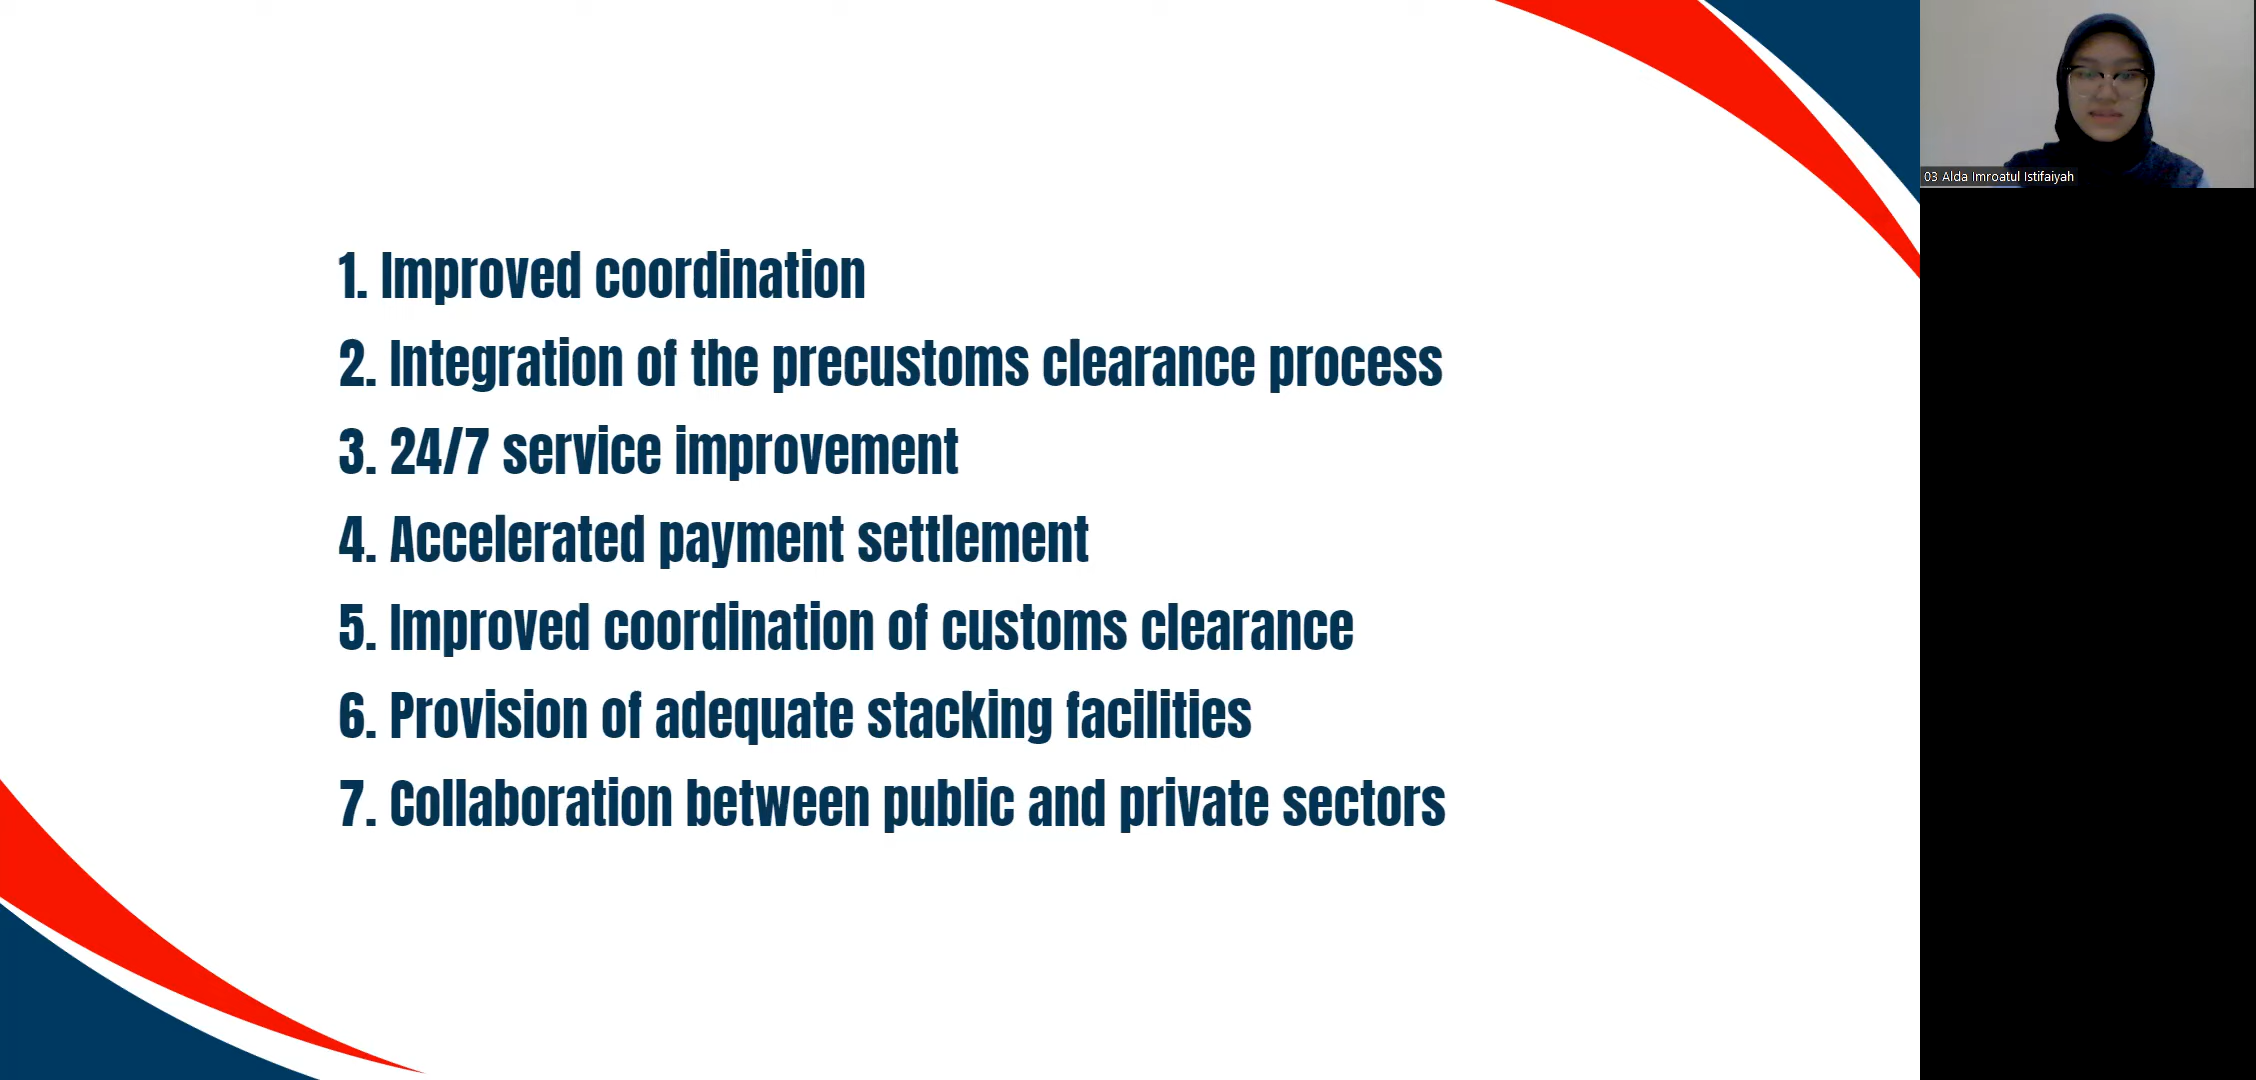 1. Improved coordination
2. Integration of the precustoms clearance process
3. 24/7 service improvement
4. Accelerated payment settlement
5. Improved coordination of customs clearance
6. Provision of adequate stacking facilities
7. Collaboration between public and private sectors
03 Alda Imroatul Istifaiyah